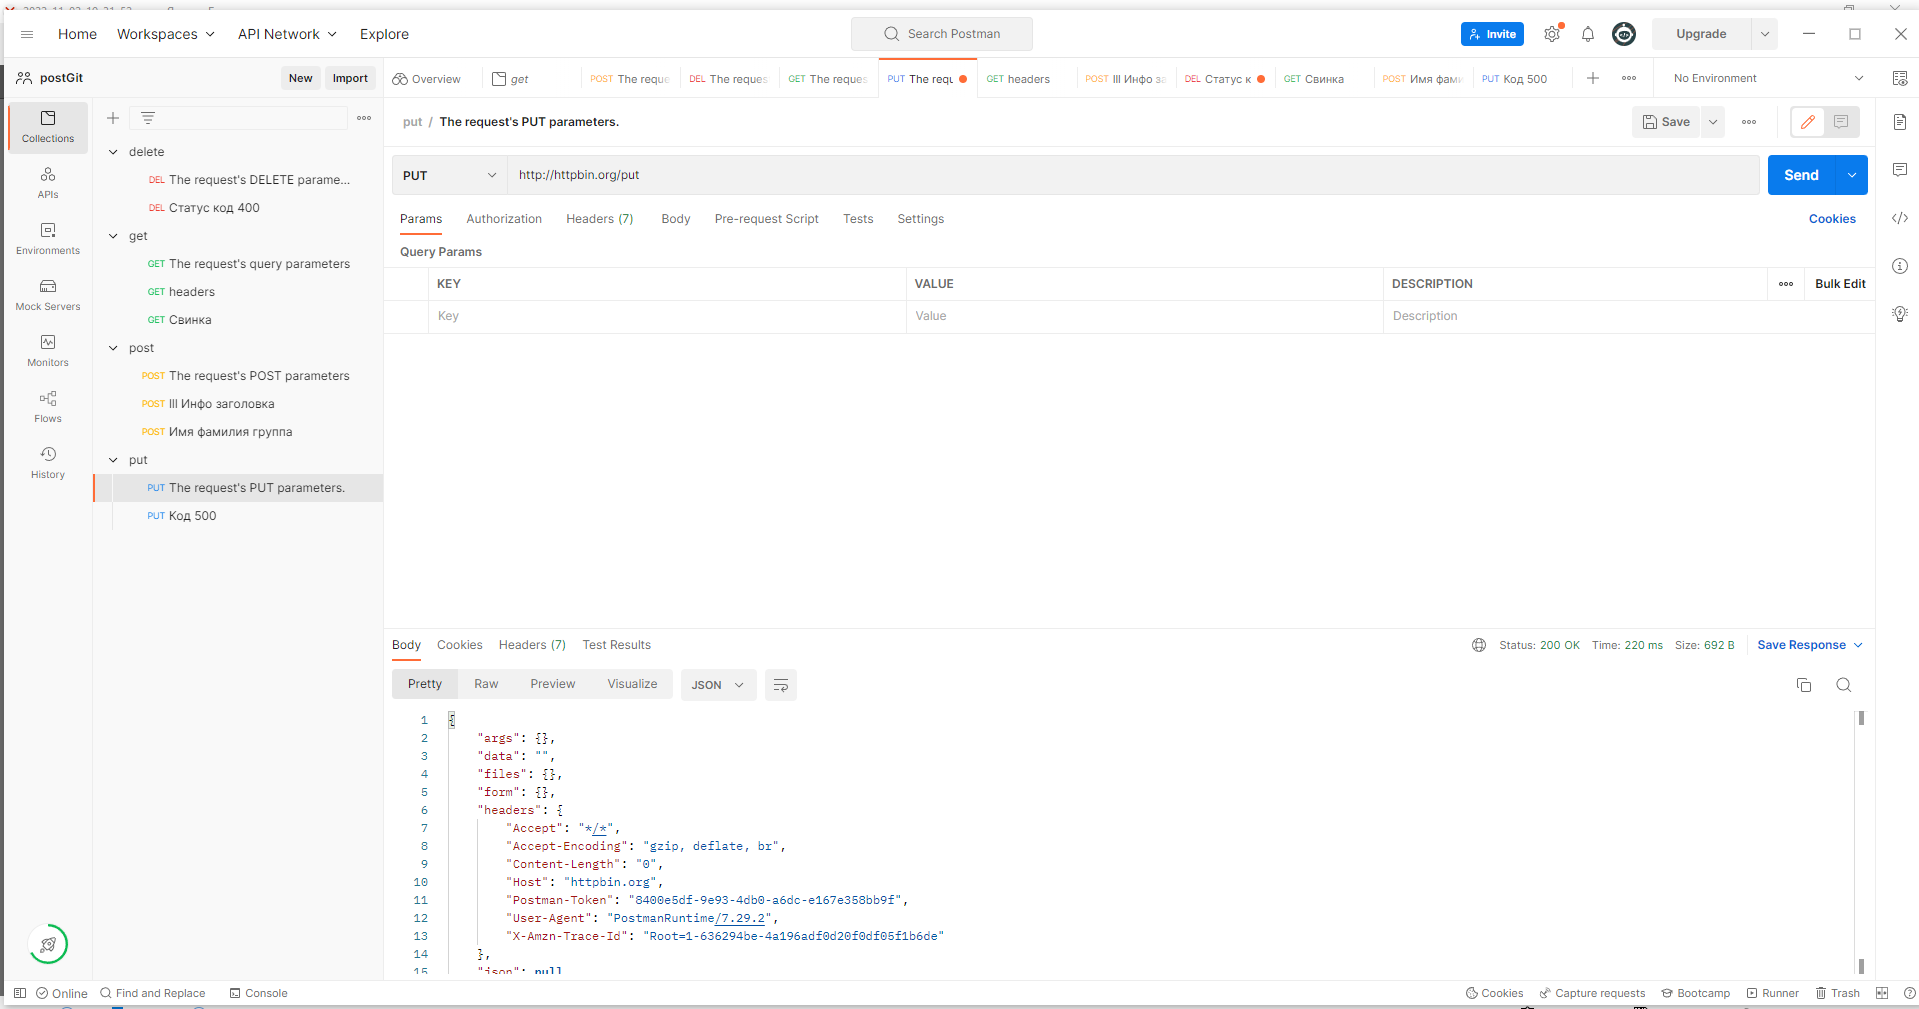 Home Workspaces API Network Explore Search Postman Invite Upgrade
postGit New Import Overview get POST The reque DEL The reques GET The reques PUT The requ GET headers POST III Инфо за DEL Статус к GET Свинка POST Имя фами PUT Код 500 No Environment
put / The request's PUT parameters. Save
Collections
APIs
Environments
Mock Servers
Monitors
Flows
History
delete
DEL The request's DELETE parame...
DEL Статус код 400
get
GET The request's query parameters
GET headers
GET Свинка
post
POST The request's POST parameters
POST III Инфо заголовка
POST Имя фамилия группа
put
PUT The request's PUT parameters.
PUT Код 500
PUT http://httpbin.org/put Send
Params Authorization Headers (7) Body Pre-request Script Tests Settings Cookies
Query Params
KEY VALUE DESCRIPTION Bulk Edit
Key Value Description
Body Cookies Headers (7) Test Results Status: 200 OK Time: 220 ms Size: 692 B Save Response
Pretty Raw Preview Visualize JSON
1 {
2 "args": {},
3 "data": "",
4 "files": {},
5 "form": {},
6 "headers": {
7 "Accept": "*/*",
8 "Accept-Encoding": "gzip, deflate, br",
9 "Content-Length": "0",
10 "Host": "httpbin.org",
11 "Postman-Token": "8400e5df-9e93-4db0-a6dc-e167e358bb9f",
12 "User-Agent": "PostmanRuntime/7.29.2",
13 "X-Amzn-Trace-Id": "Root=1-636294be-4a196adf0d20f0df05f1b6de"
14 },
15 "json": null
Online Find and Replace Console Cookies Capture requests Bootcamp Runner Trash